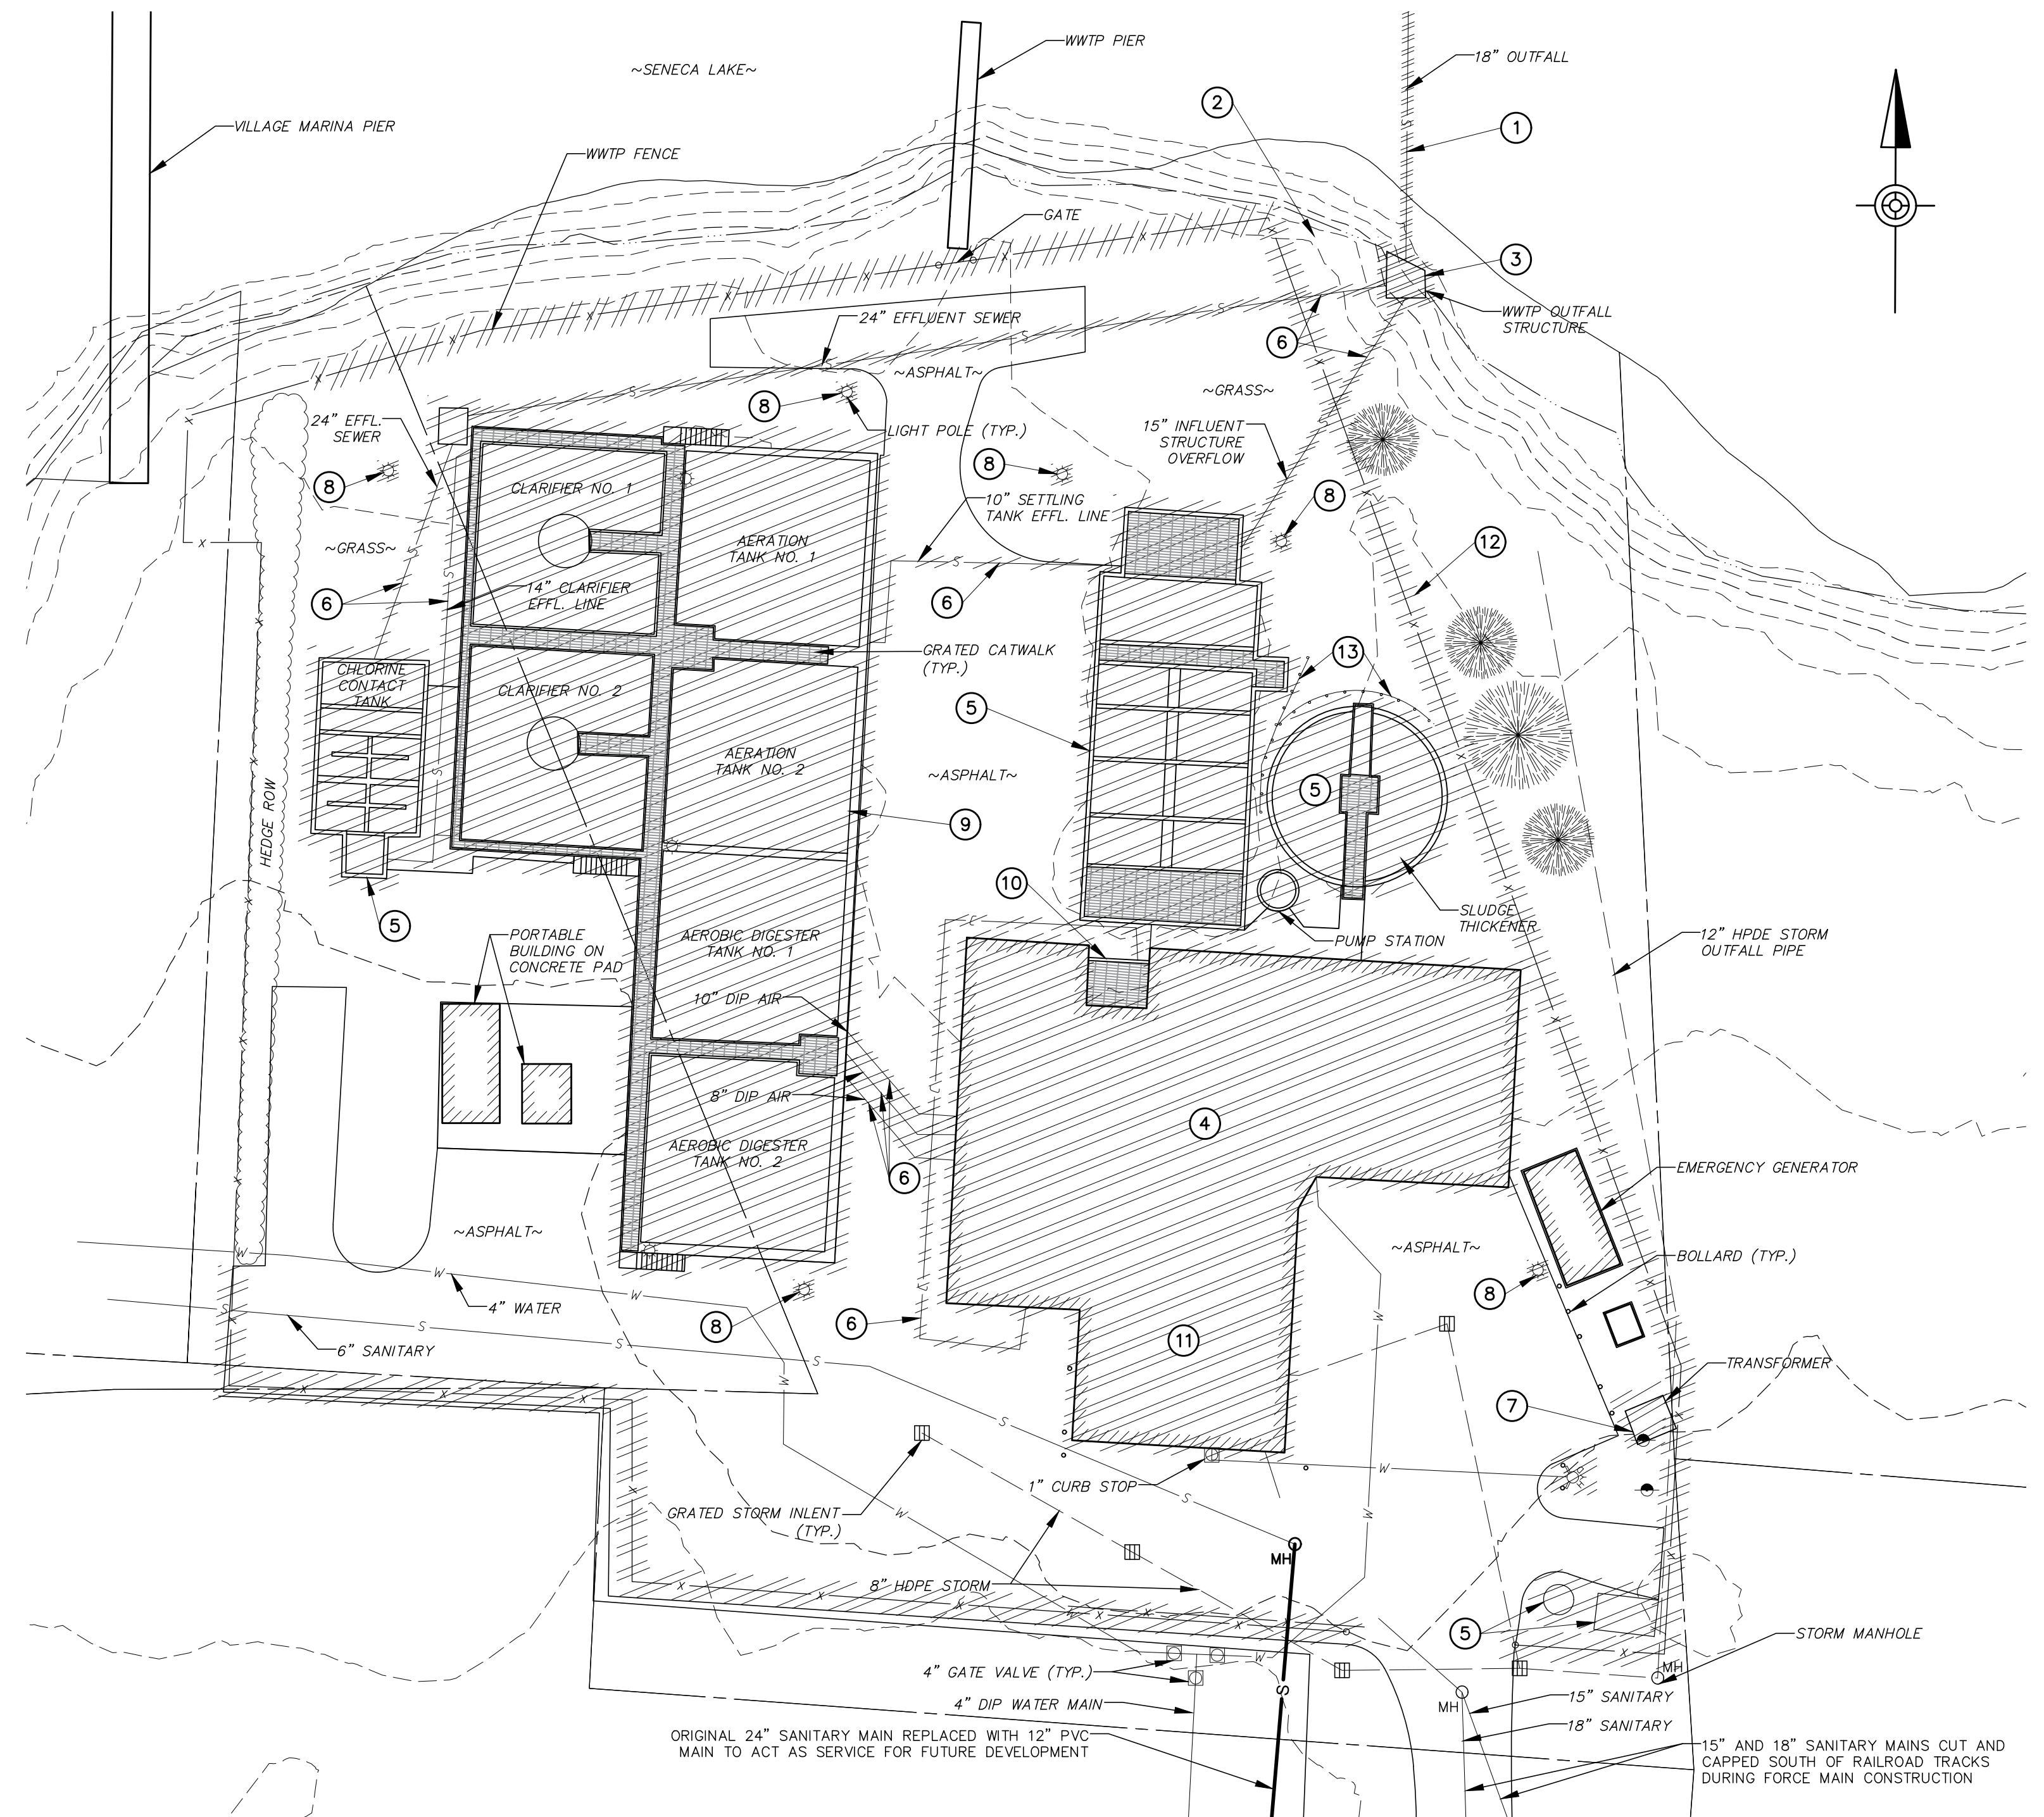 ~SENECA LAKE~
WWTP PIER
18” OUTFALL
2
1
VILLAGE MARINA PIER
WWTP FENCE
GATE
3
WWTP OUTFALL
STRUCTURE
24” EFFLUENT SEWER
6
~ASPHALT~
~GRASS~
8
24” EFFL.
SEWER
LIGHT POLE (TYP.)
15” INFLUENT
STRUCTURE
OVERFLOW
8
8
8
CLARIFIER NO. 1
10” SETTLING
TANK EFFL. LINE
~GRASS~
AERATION
TANK NO. 1
12
6
14” CLARIFIER
EFFL. LINE
6
CHLORINE
CONTACT
TANK
GRATED CATWALK
(TYP.)
13
CLARIFIER NO. 2
5
AERATION
TANK NO. 2
~ASPHALT~
5
HEDGE ROW
9
10
5
SLUDGE
THICKENER
PUMP STATION
PORTABLE
BUILDING ON
CONCRETE PAD
AEROBIC DIGESTER
TANK NO. 1
12” HPDE STORM
OUTFALL PIPE
10” DIP AIR
8” DIP AIR
4
AEROBIC DIGESTER
TANK NO. 2
6
EMERGENCY GENERATOR
~ASPHALT~
~ASPHALT~
BOLLARD (TYP.)
8
4” WATER
8
6
11
6” SANITARY
TRANSFORMER
7
1” CURB STOP
GRATED STORM INLENT
(TYP.)
MH
8” HDPE STORM
5
STORM MANHOLE
MH
4” GATE VALVE (TYP.)
4” DIP WATER MAIN
S
MH
15” SANITARY
18” SANITARY
ORIGINAL 24” SANITARY MAIN REPLACED WITH 12” PVC
MAIN TO ACT AS SERVICE FOR FUTURE DEVELOPMENT
15” AND 18” SANITARY MAINS CUT AND
CAPPED SOUTH OF RAILROAD TRACKS
DURING FORCE MAIN CONSTRUCTION